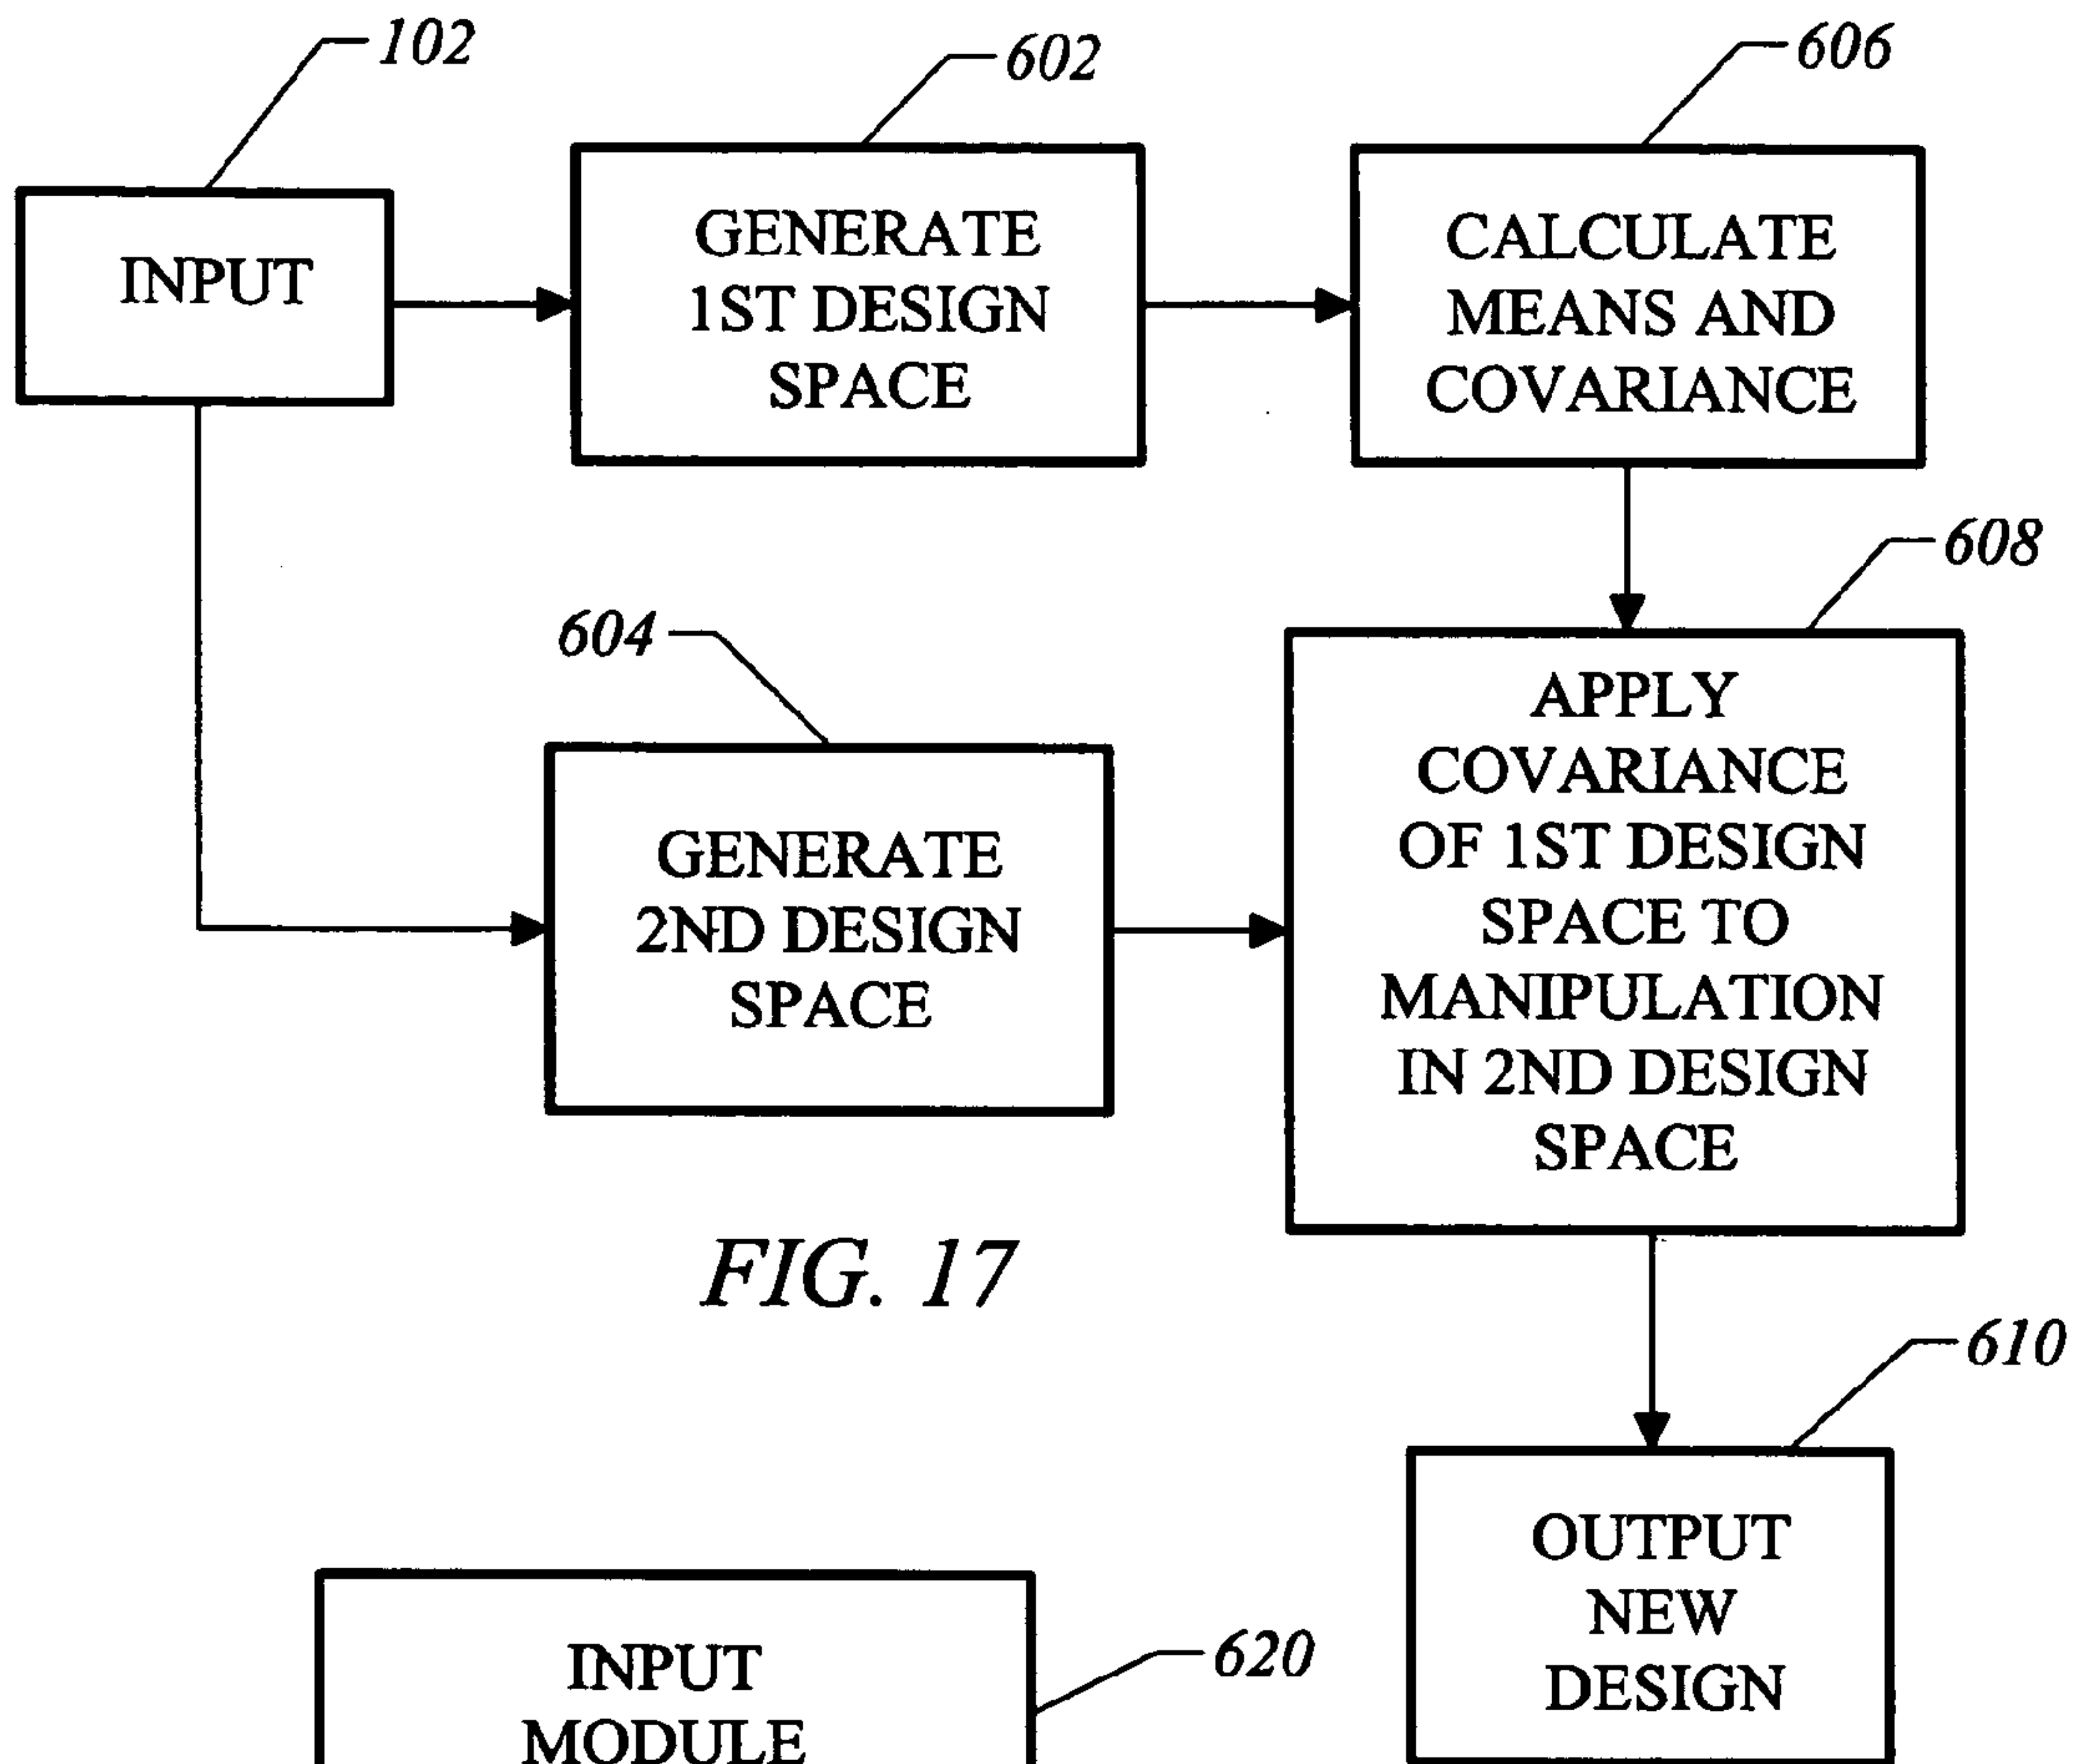 102
INPUT
602
GENERATE
1ST DESIGN
SPACE
606
CALCULATE
MEANS AND
COVARIANCE
604
GENERATE
2ND DESIGN
SPACE
608
APPLY
COVARIANCE
OF 1ST DESIGN
SPACE TO
MANIPULATION
IN 2ND DESIGN
SPACE
FIG. 17
610
OUTPUT
NEW
DESIGN
620
INPUT
MODULE